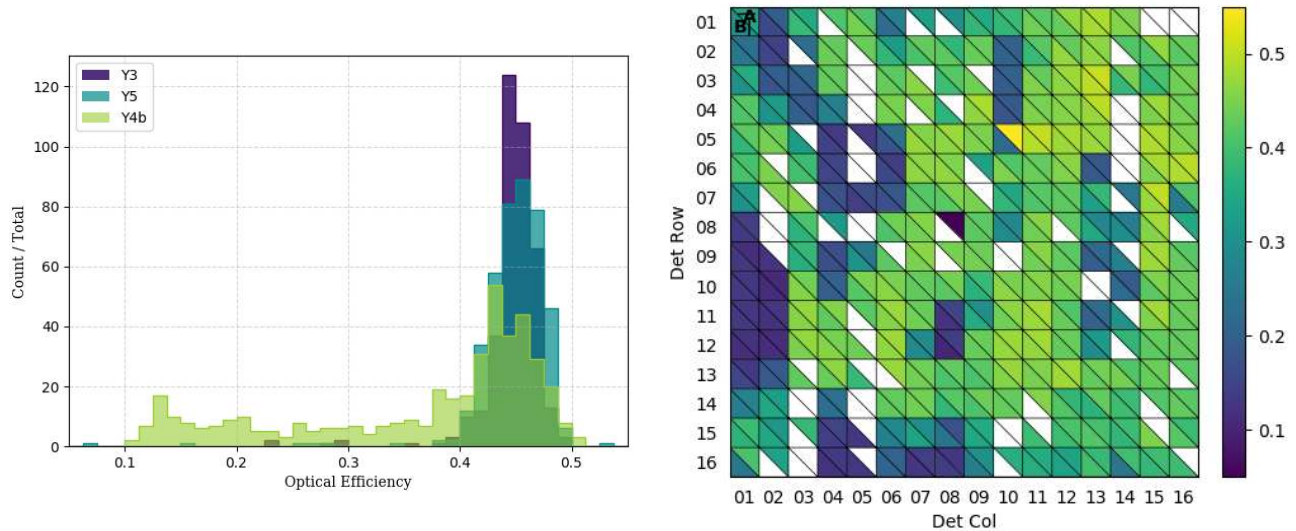 Y3
Y5
Y4b
Count / Total
120
100
80
60
40
20
0
0.1 0.2 0.3 0.4 0.5
Optical Efficiency
A
B
Det Row
01
02
03
04
05
06
07
08
09
10
11
12
13
14
15
16
01 02 03 04 05 06 07 08 09 10 11 12 13 14 15 16
Det Col
0.5
0.4
0.3
0.2
0.1